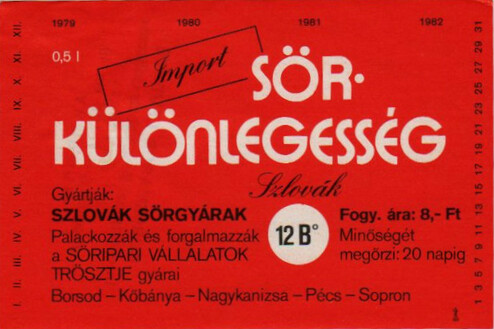 1979 1980 1981 1982
0,5 l
Import
SÖR-
KÜLÖNLEGESSÉG
Szlovák
Gyártják:
SZLOVÁK SÖRGYÁRAK
Palackozzák és forgalmazzák
a SÖRIPARI VÁLLALATOK
TRÖSZTJE gyárai
12 B°
Fogy. ára: 8,- Ft
Minőségét
megőrzi: 20 napig
Borsod – Kőbánya – Nagykanizsa – Pécs – Sopron
I. II. III. IV. V. VI. VII. VIII. IX. X. XI. XII.
1 3 5 7 9 11 13 15 17 19 21 23 25 27 29 31